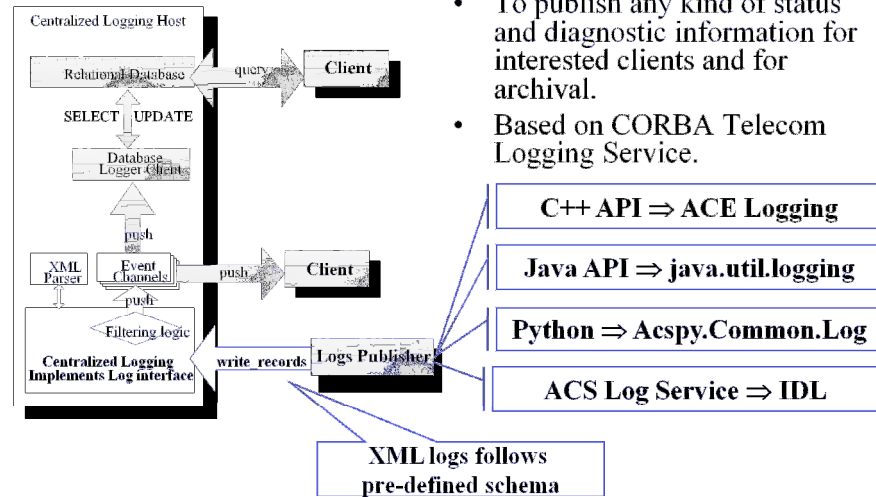 Centralized Logging Host
Relational Database
query
Client
SELECT UPDATE
Database
Logger Client
push
XML
Parser
Event
Channels
push
Client
push
Filtering logic
Centralized Logging
Implements Log interface
write_records
Logs Publisher
• To publish any kind of status
and diagnostic information for
interested clients and for
archival.
• Based on CORBA Telecom
Logging Service.
C++ API ⇒ ACE Logging
Java API ⇒ java.util.logging
Python ⇒ Acspy.Common.Log
ACS Log Service ⇒ IDL
XML logs follows
pre-defined schema